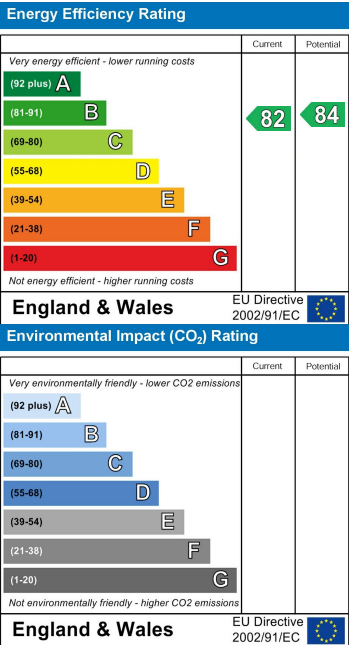 Energy Efficiency Rating
Current Potential
Very energy efficient - lower running costs
(92 plus) A
(81-91) B
82 84
(69-80) C
(55-68) D
(39-54) E
(21-38) F
(1-20) G
Not energy efficient - higher running costs
England & Wales
EU Directive
2002/91/EC
Environmental Impact (CO₂) Rating
Current Potential
Very environmentally friendly - lower CO2 emissions
(92 plus) A
(81-91) B
(69-80) C
(55-68) D
(39-54) E
(21-38) F
(1-20) G
Not environmentally friendly - higher CO2 emissions
England & Wales
EU Directive
2002/91/EC